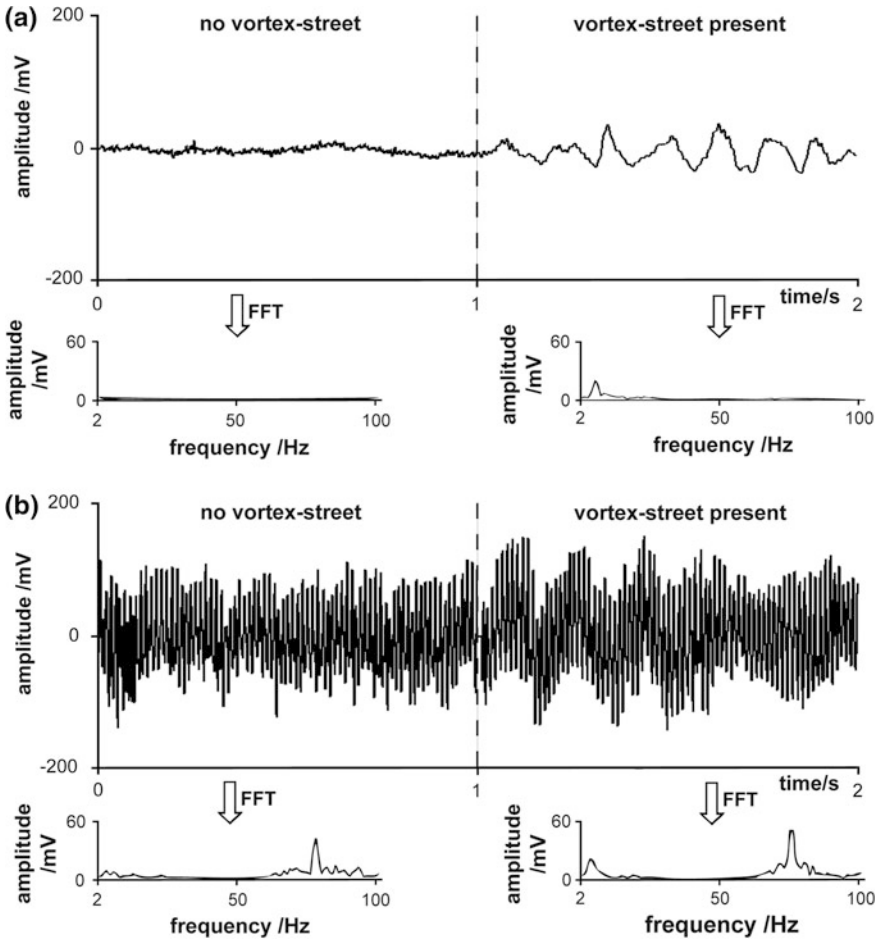 (a) 200
no vortex-street vortex-street present
amplitude /mV
0
-200
0 1 time/s 2
FFT FFT
amplitude /mV 60 amplitude /mV 60
0 0
2 50 100 2 50 100
frequency /Hz frequency /Hz
(b) 200
no vortex-street vortex-street present
amplitude /mV
0
-200
0 1 time/s 2
FFT FFT
amplitude /mV 60 amplitude /mV 60
0 0
2 50 100 2 50 100
frequency /Hz frequency /Hz